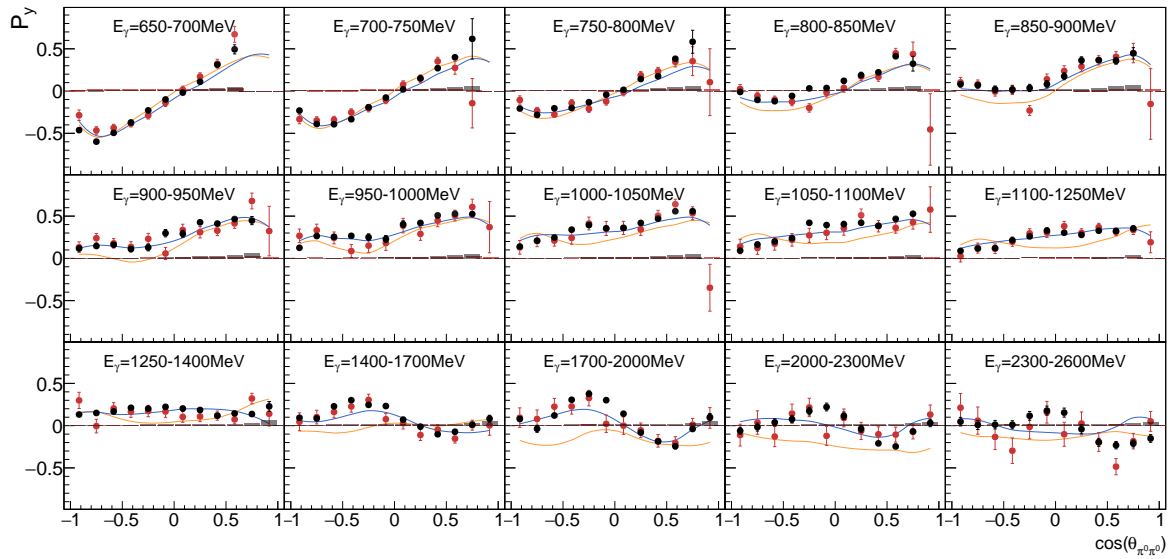 P_y
E_γ=650-700MeV E_γ=700-750MeV E_γ=750-800MeV E_γ=800-850MeV E_γ=850-900MeV
0.5
0
−0.5
E_γ=900-950MeV E_γ=950-1000MeV E_γ=1000-1050MeV E_γ=1050-1100MeV E_γ=1100-1250MeV
0.5
0
−0.5
E_γ=1250-1400MeV E_γ=1400-1700MeV E_γ=1700-2000MeV E_γ=2000-2300MeV E_γ=2300-2600MeV
0.5
0
−0.5
−1 −0.5 0 0.5 1 −1 −0.5 0 0.5 1 −1 −0.5 0 0.5 1 −1 −0.5 0 0.5 1 −1 −0.5 0 0.5 1
cos(θ_π⁰π⁰)